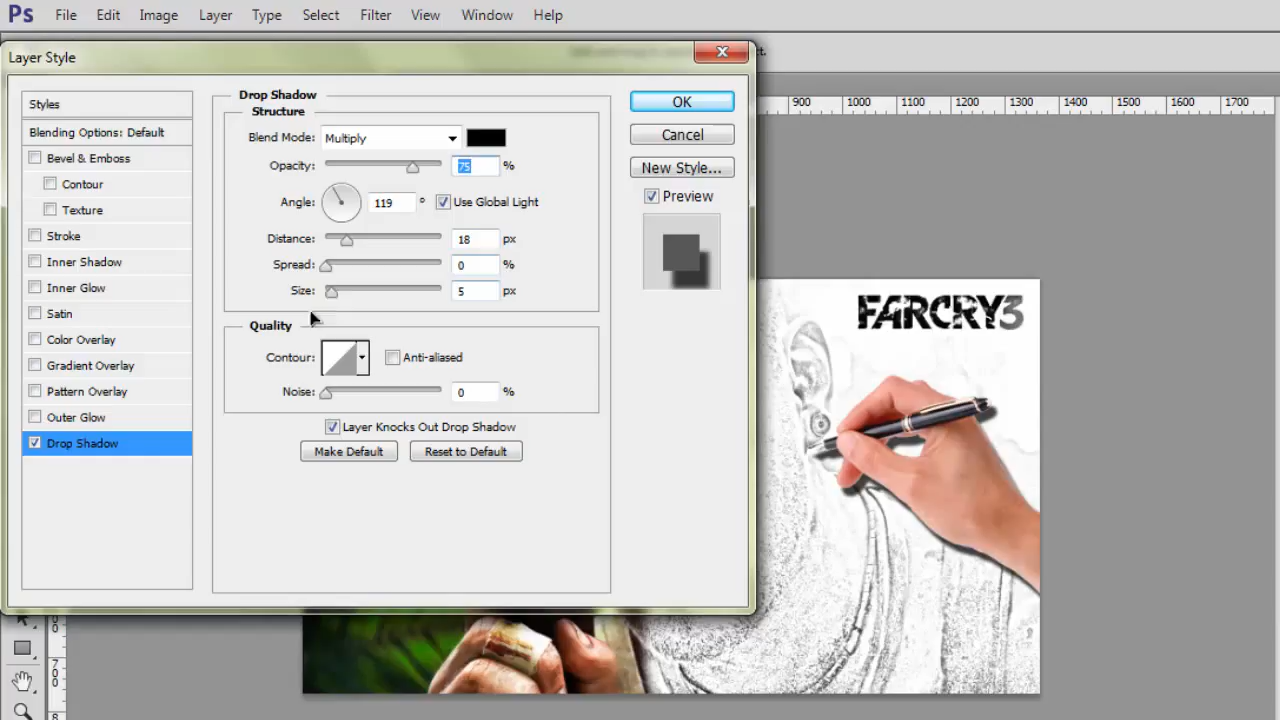 Ps File Edit Image Layer Type Select Filter View Window Help
Layer Style
Styles
Blending Options: Default
Bevel & Emboss
Contour
Texture
Stroke
Inner Shadow
Inner Glow
Satin
Color Overlay
Gradient Overlay
Pattern Overlay
Outer Glow
Drop Shadow
Drop Shadow
Structure
Blend Mode: Multiply
Opacity: 75 %
Angle: 119 ° Use Global Light
Distance: 18 px
Spread: 0 %
Size: 5 px
Quality
Contour: Anti-aliased
Noise: 0 %
Layer Knocks Out Drop Shadow
Make Default Reset to Default
OK
Cancel
New Style...
Preview
900 1000 1100 1200 1300 1400 1500 1600 1700
FARCRY3